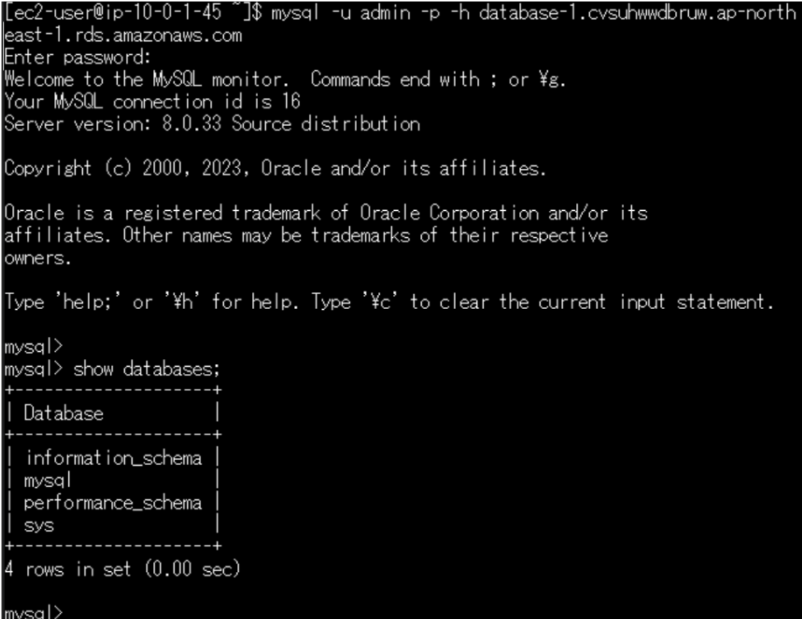 [ec2-user@ip-10-0-1-45 ~]$ mysql -u admin -p -h database-1.cvsuhwwdbruw.ap-north
east-1.rds.amazonaws.com
Enter password:
Welcome to the MySQL monitor.  Commands end with ; or ¥g.
Your MySQL connection id is 16
Server version: 8.0.33 Source distribution

Copyright (c) 2000, 2023, Oracle and/or its affiliates.

Oracle is a registered trademark of Oracle Corporation and/or its
affiliates. Other names may be trademarks of their respective
owners.

Type 'help;' or '¥h' for help. Type '¥c' to clear the current input statement.

mysql>
mysql> show databases;
+--------------------+
| Database           |
+--------------------+
| information_schema |
| mysql              |
| performance_schema |
| sys                |
+--------------------+
4 rows in set (0.00 sec)

mysql>